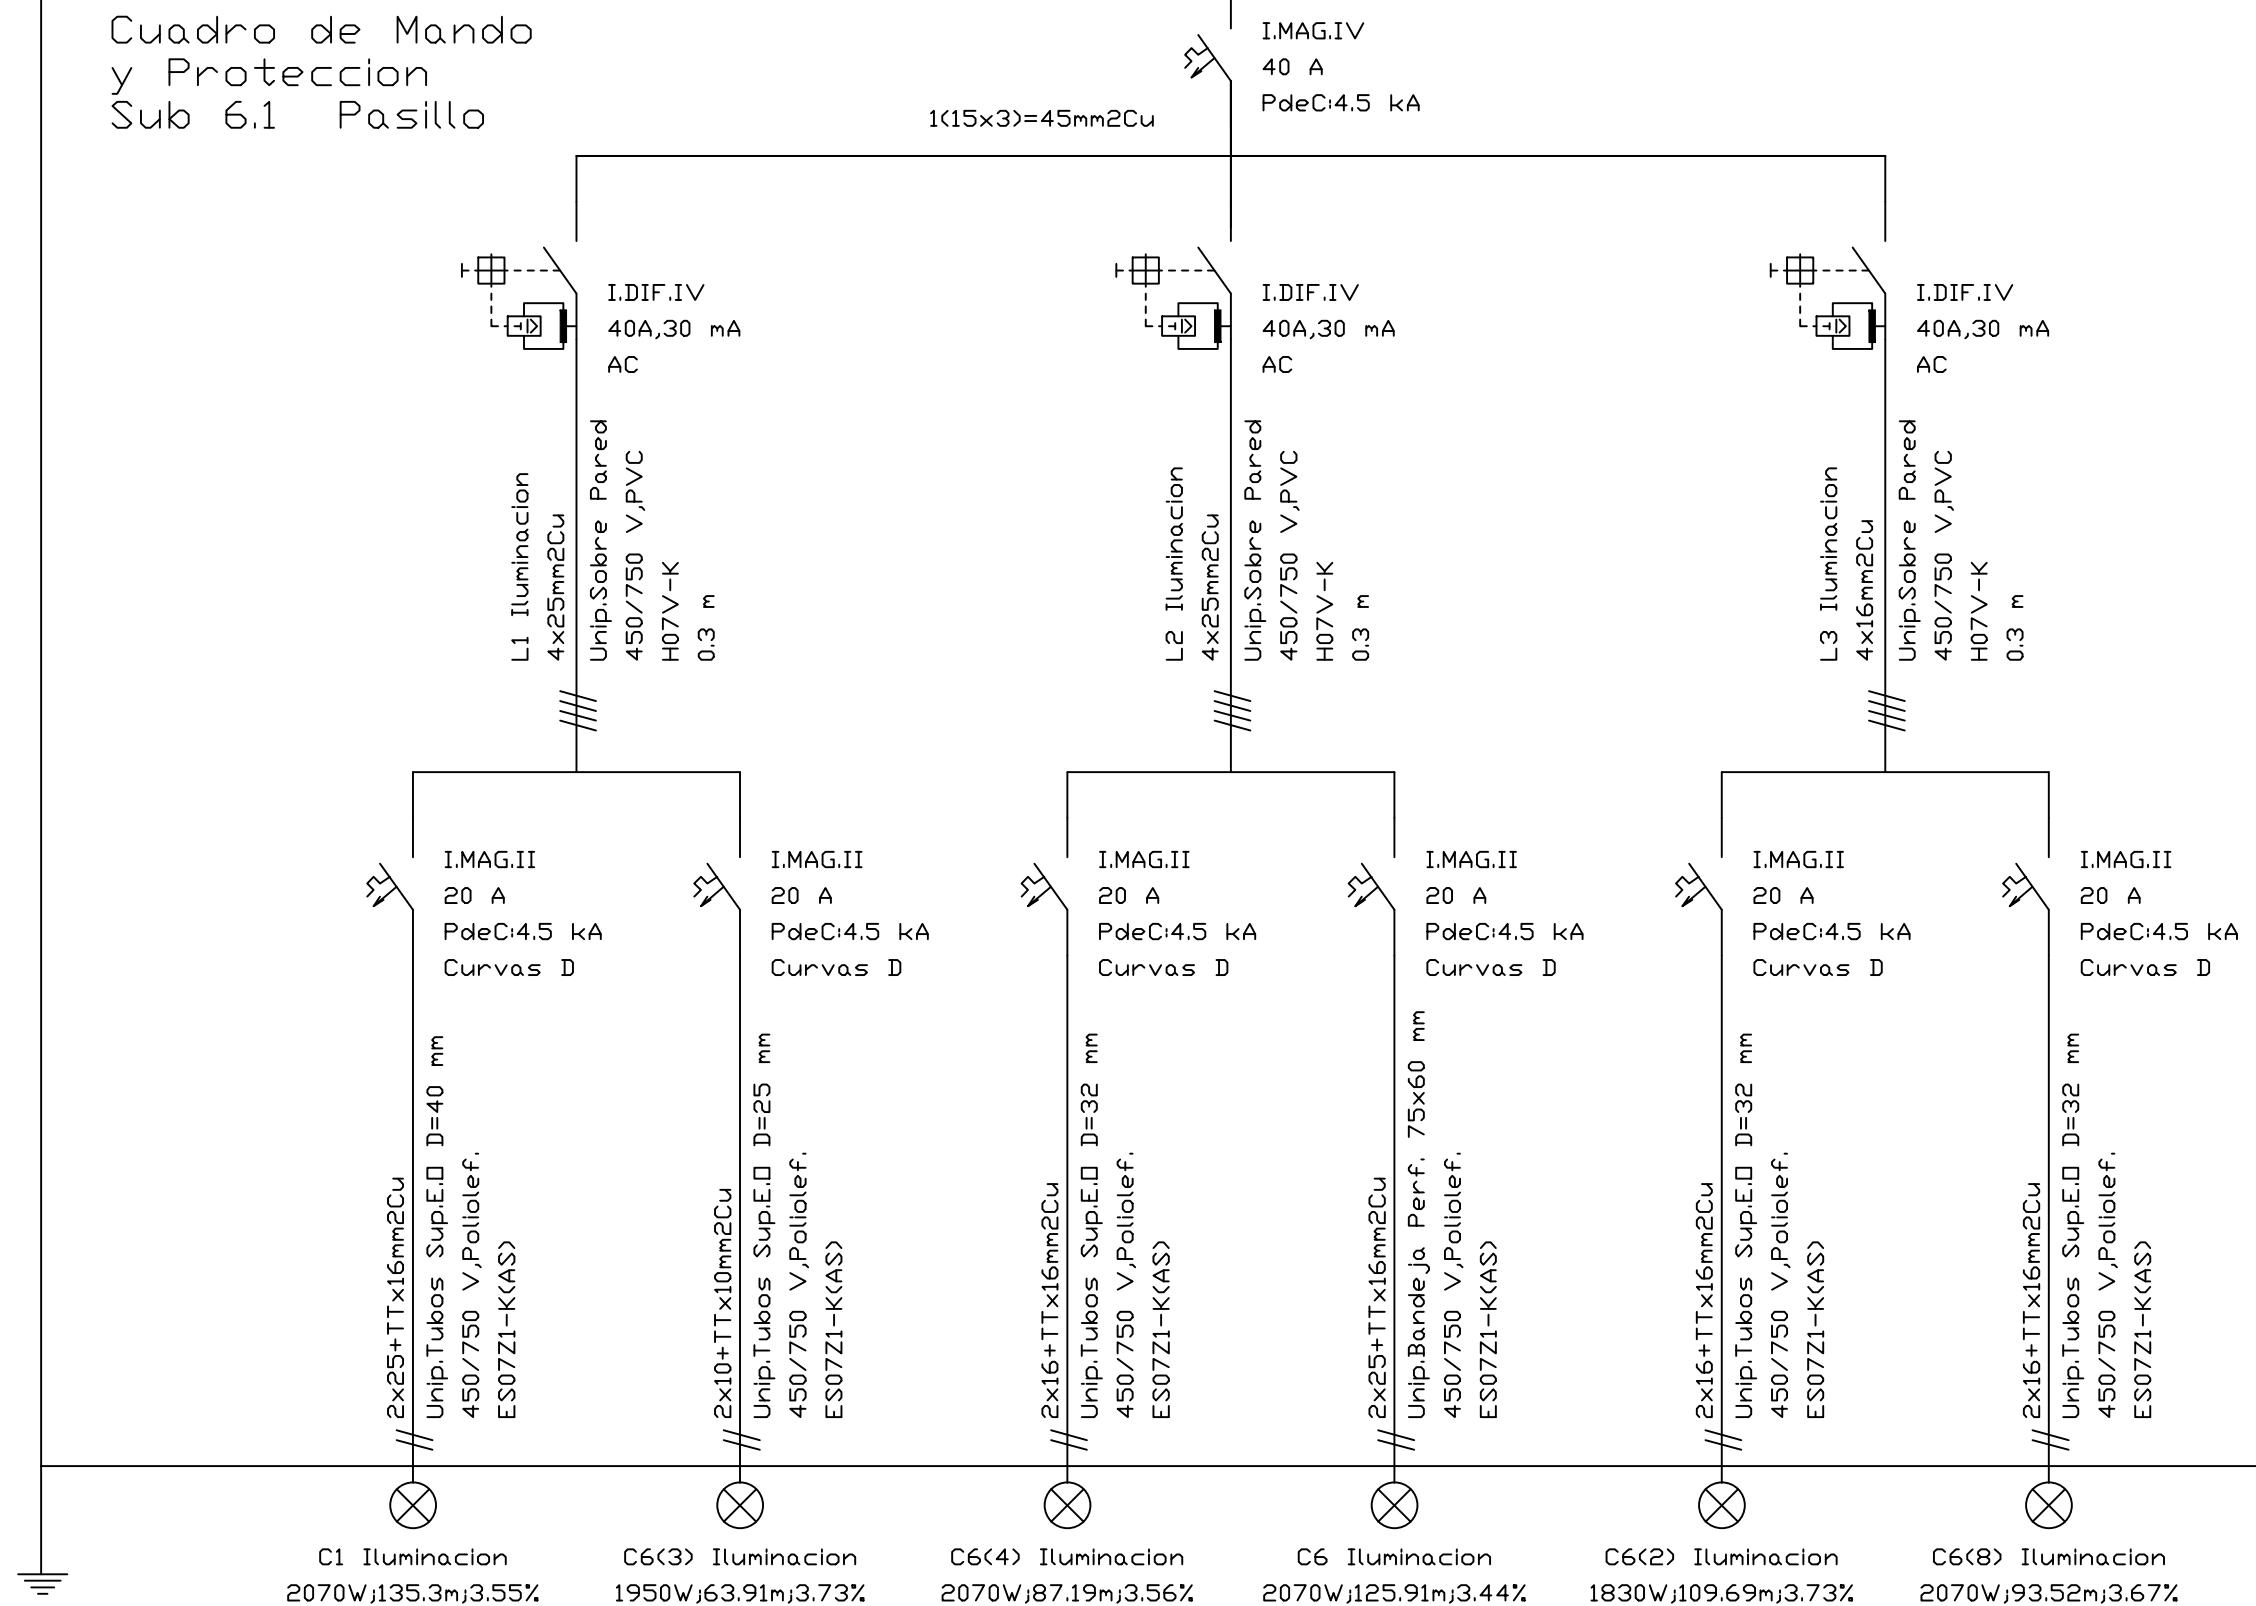 Cuadro de Mando
y Proteccion
Sub 6.1 Pasillo
I.MAG.IV
40 A
PdeC:4.5 kA
1(15x3)=45mm2Cu
I.DIF.IV
40A,30 mA
AC
I.DIF.IV
40A,30 mA
AC
I.DIF.IV
40A,30 mA
AC
L1 Iluminacion
4x25mm2Cu
Unip.Sobre Pared
450/750 V,PVC
H07V-K
0.3 m
L2 Iluminacion
4x25mm2Cu
Unip.Sobre Pared
450/750 V,PVC
H07V-K
0.3 m
L3 Iluminacion
4x16mm2Cu
Unip.Sobre Pared
450/750 V,PVC
H07V-K
0.3 m
I.MAG.II
20 A
PdeC:4.5 kA
Curvas D
I.MAG.II
20 A
PdeC:4.5 kA
Curvas D
I.MAG.II
20 A
PdeC:4.5 kA
Curvas D
I.MAG.II
20 A
PdeC:4.5 kA
Curvas D
I.MAG.II
20 A
PdeC:4.5 kA
Curvas D
I.MAG.II
20 A
PdeC:4.5 kA
Curvas D
2x25+TTx16mm2Cu
Unip.Tubos Sup.E.O D=40 mm
450/750 V,Poliolef.
ES07Z1-K(AS)
2x10+TTx10mm2Cu
Unip.Tubos Sup.E.O D=25 mm
450/750 V,Poliolef.
ES07Z1-K(AS)
2x16+TTx16mm2Cu
Unip.Tubos Sup.E.O D=32 mm
450/750 V,Poliolef.
ES07Z1-K(AS)
2x25+TTx16mm2Cu
Unip.Bandeja Perf. 75x60 mm
450/750 V,Poliolef.
ES07Z1-K(AS)
2x16+TTx16mm2Cu
Unip.Tubos Sup.E.O D=32 mm
450/750 V,Poliolef.
ES07Z1-K(AS)
2x16+TTx16mm2Cu
Unip.Tubos Sup.E.O D=32 mm
450/750 V,Poliolef.
ES07Z1-K(AS)
C1 Iluminacion
2070W;135.3m;3.55%
C6(3) Iluminacion
1950W;63.91m;3.73%
C6(4) Iluminacion
2070W;87.19m;3.56%
C6 Iluminacion
2070W;125.91m;3.44%
C6(2) Iluminacion
1830W;109.69m;3.73%
C6(8) Iluminacion
2070W;93.52m;3.67%